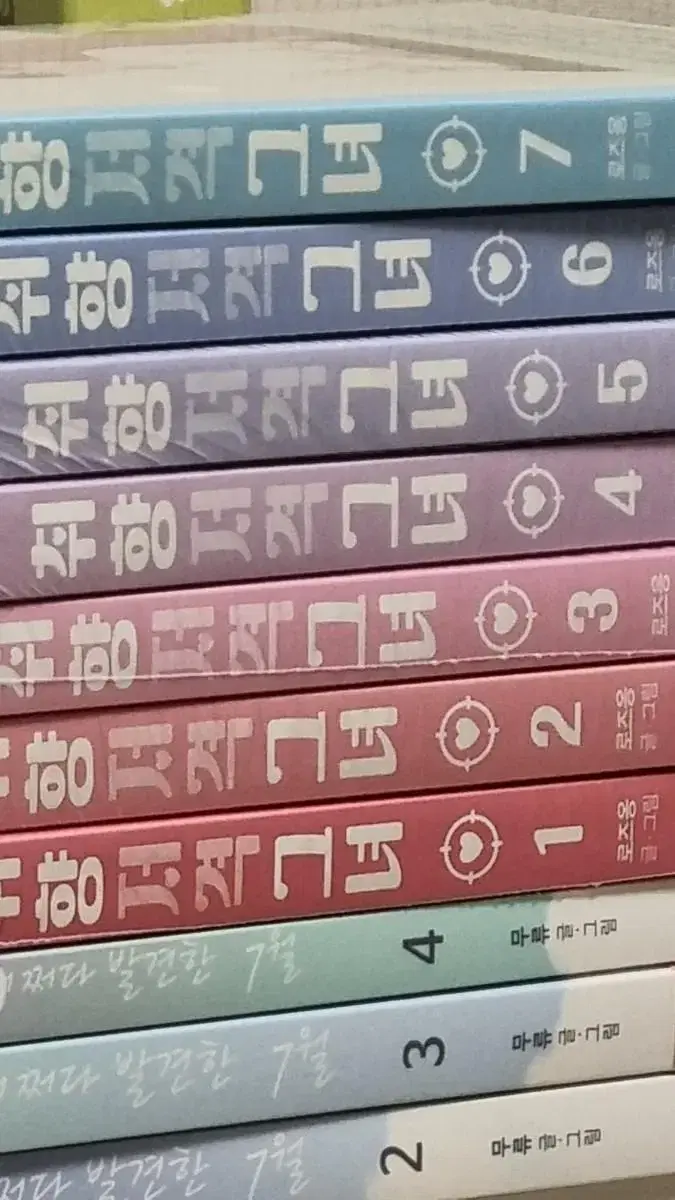 향저격그녀 7 로즈옹 글·그림
취향저격그녀 6 로즈옹
취향저격그녀 5
취향저격그녀 4
취향저격그녀 3 로즈옹
향저격그녀 2 로즈옹 글·그림
향저격그녀 1 로즈옹 글·그림
쩌다 발견한 7월 4 무류 글·그림
어쩌다 발견한 7월 3 무류 글·그림
쩌다 발견한 7월 2 무류 글·그림